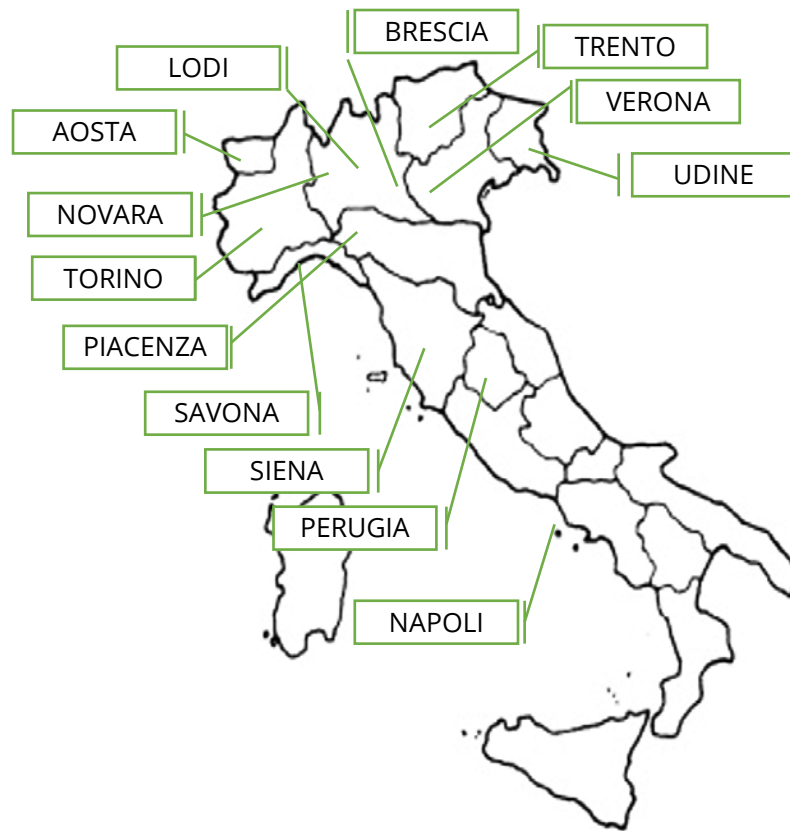 BRESCIA
TRENTO
LODI
VERONA
AOSTA
UDINE
NOVARA
TORINO
PIACENZA
SAVONA
SIENA
PERUGIA
NAPOLI